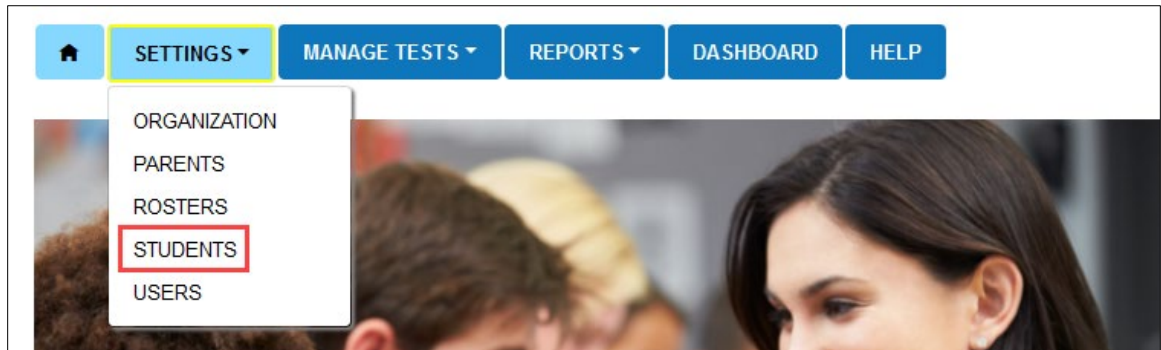 SETTINGS MANAGE TESTS REPORTS DASHBOARD HELP
ORGANIZATION
PARENTS
ROSTERS
STUDENTS
USERS